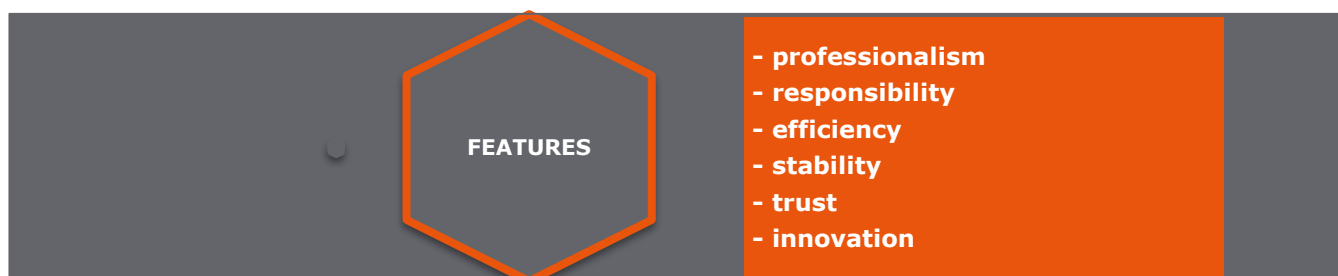 FEATURES
- professionalism
- responsibility
- efficiency
- stability
- trust
- innovation